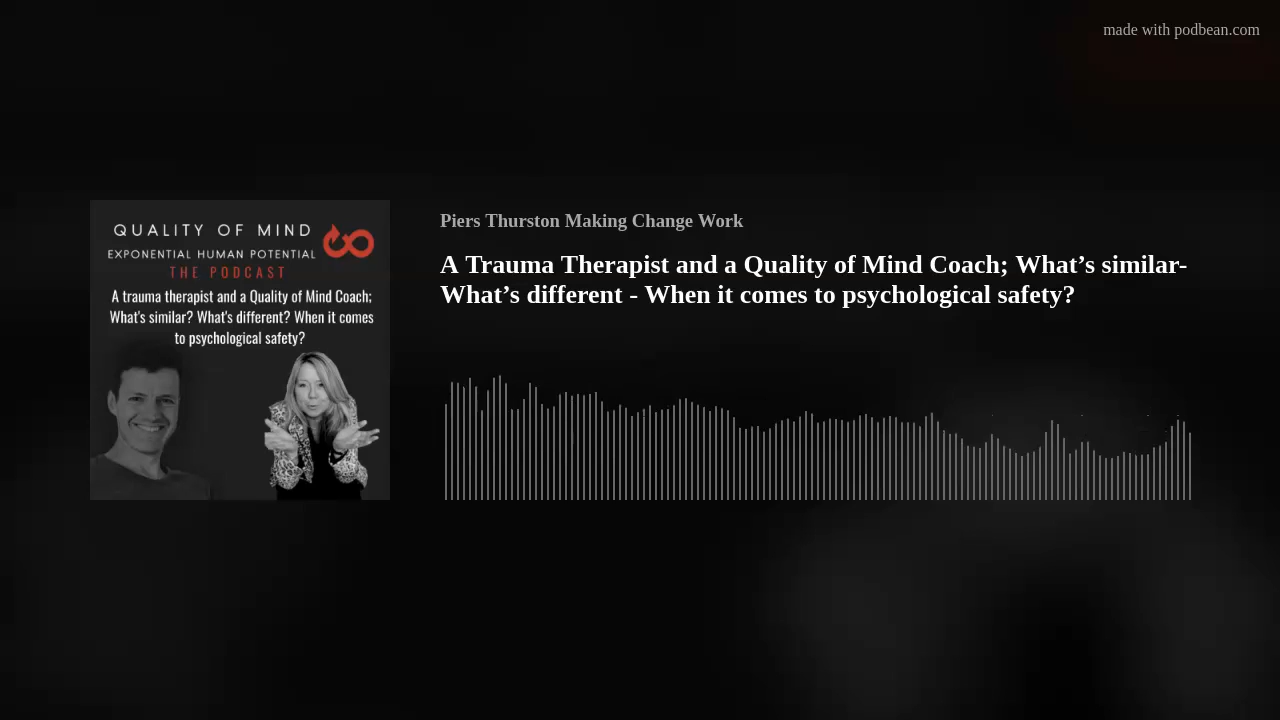 made with podbean.com
QUALITY OF MIND
EXPONENTIAL HUMAN POTENTIAL
THE PODCAST
A trauma therapist and a Quality of Mind Coach;
What's similar? What's different? When it comes
to psychological safety?
Piers Thurston Making Change Work
A Trauma Therapist and a Quality of Mind Coach; What’s similar-
What’s different - When it comes to psychological safety?